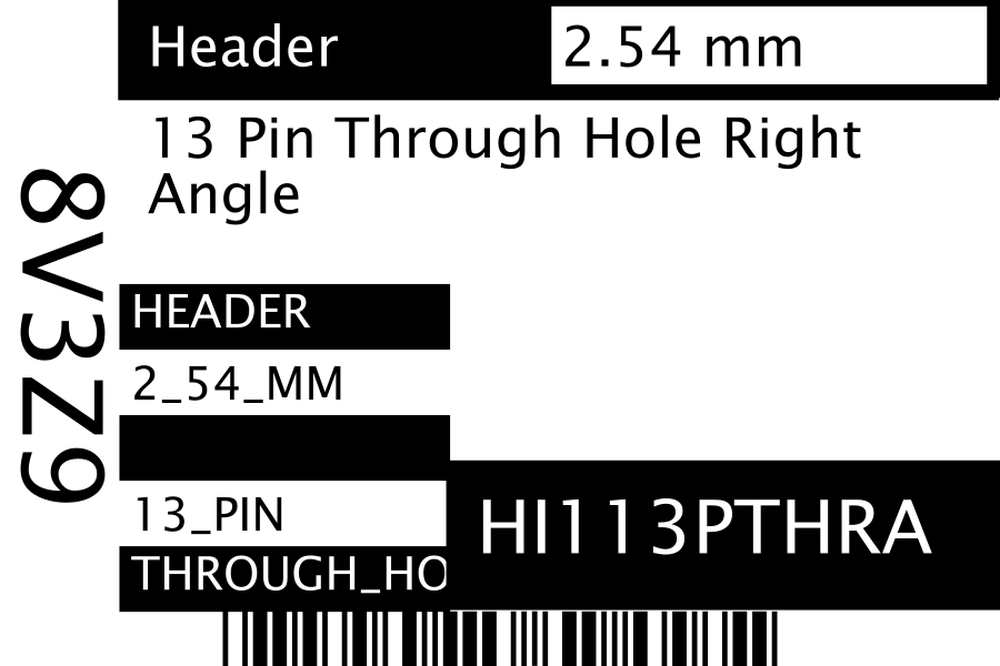 Header
2.54 mm
13 Pin Through Hole Right
Angle
8V3Z9
HEADER
2_54_MM
13_PIN
THROUGH_HO
HI113PTHRA